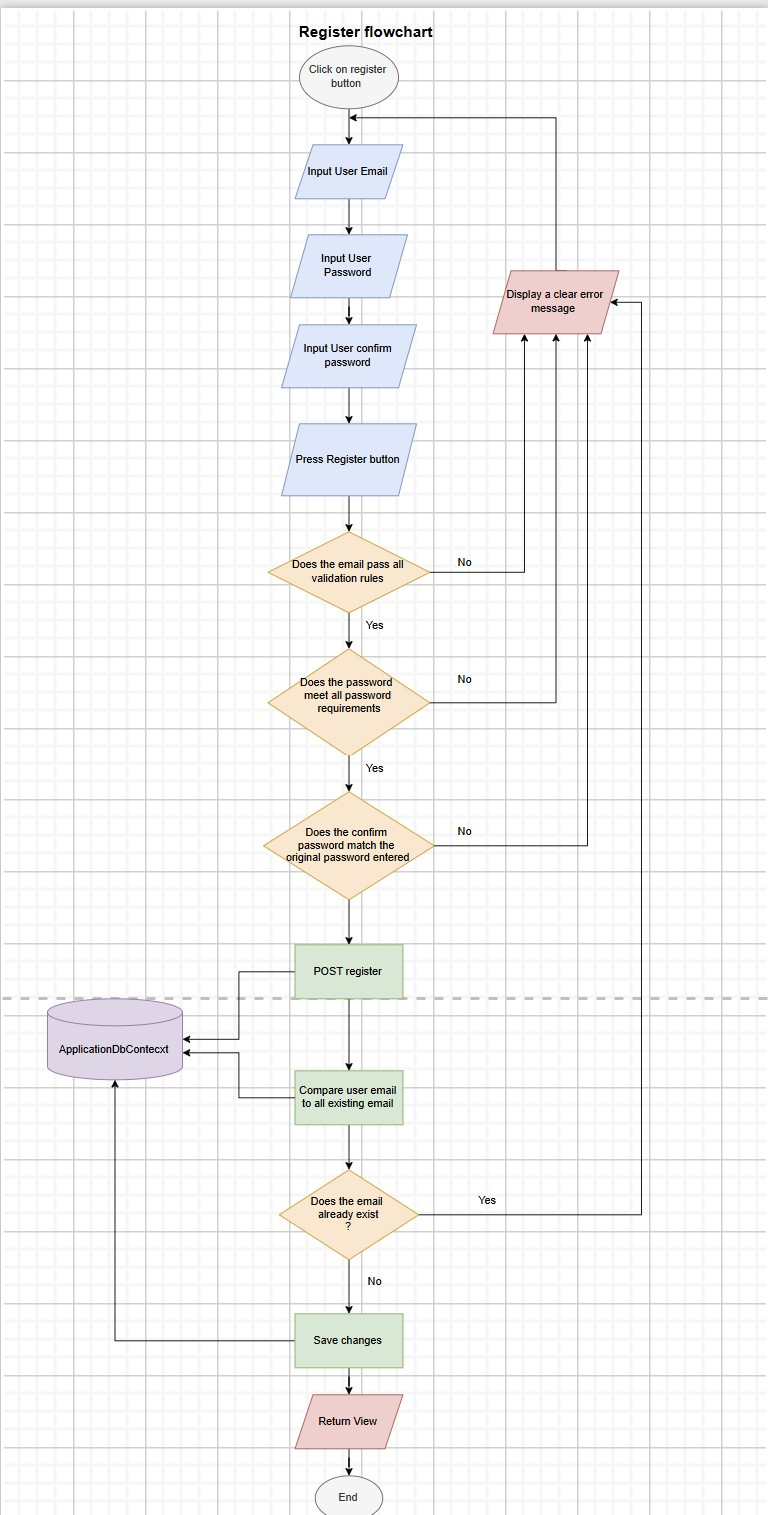 Register flowchart
Click on register
button
Input User Email
Input User
Password
Display a clear error
message
Input User confirm
password
Press Register button
Does the email pass all
validation rules
No
Yes
Does the password
meet all password
requirements
No
Yes
Does the confirm
password match the
original password entered
No
POST register
ApplicationDbContecxt
Compare user email
to all existing email
Does the email
already exist
?
Yes
No
Save changes
Return View
End